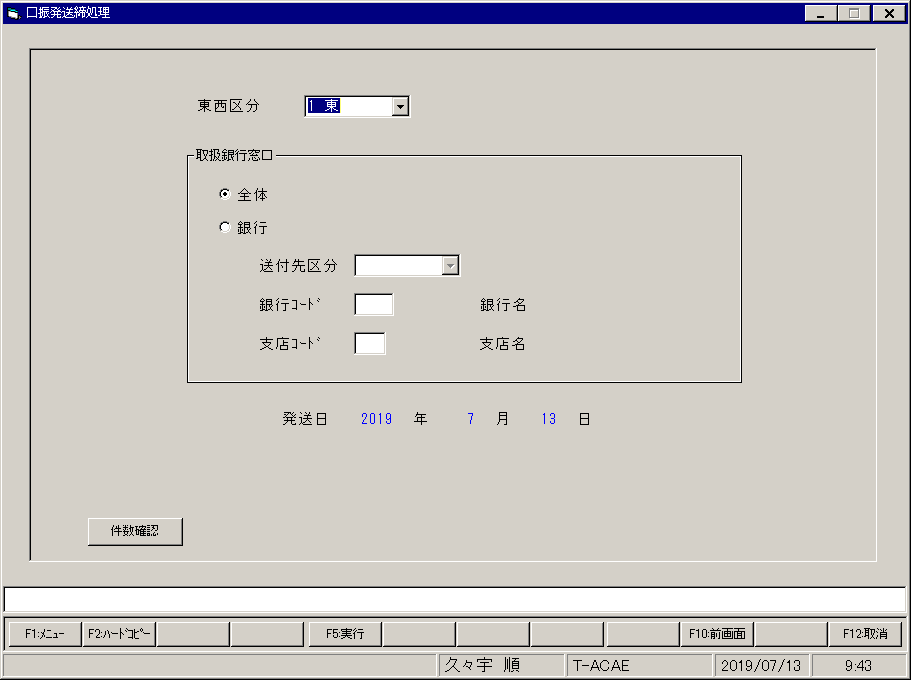 口振発送締処理
東西区分 1 東
取扱銀行窓口
全体
銀行
送付先区分
銀行ｺｰﾄﾞ 銀行名
支店ｺｰﾄﾞ 支店名
発送日 2019 年 7 月 13 日
件数確認
F1:ﾒﾆｭｰ F2:ﾊｰﾄﾞｺﾋﾟｰ F5:実行 F10:前画面 F12:取消
久々宇 順 T-ACAE 2019/07/13 9:43